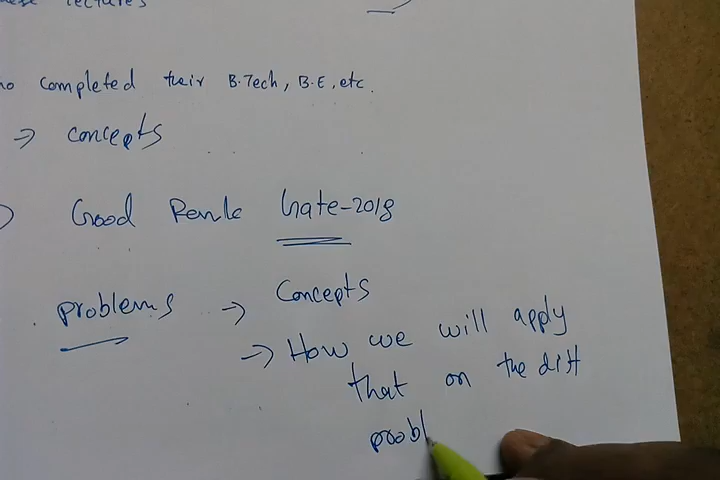 lectures
completed their B.Tech, B.E, etc.
→ concepts
Good Rank Gate-2018
problems → Concepts
→ How we will apply
that on the diff
probl